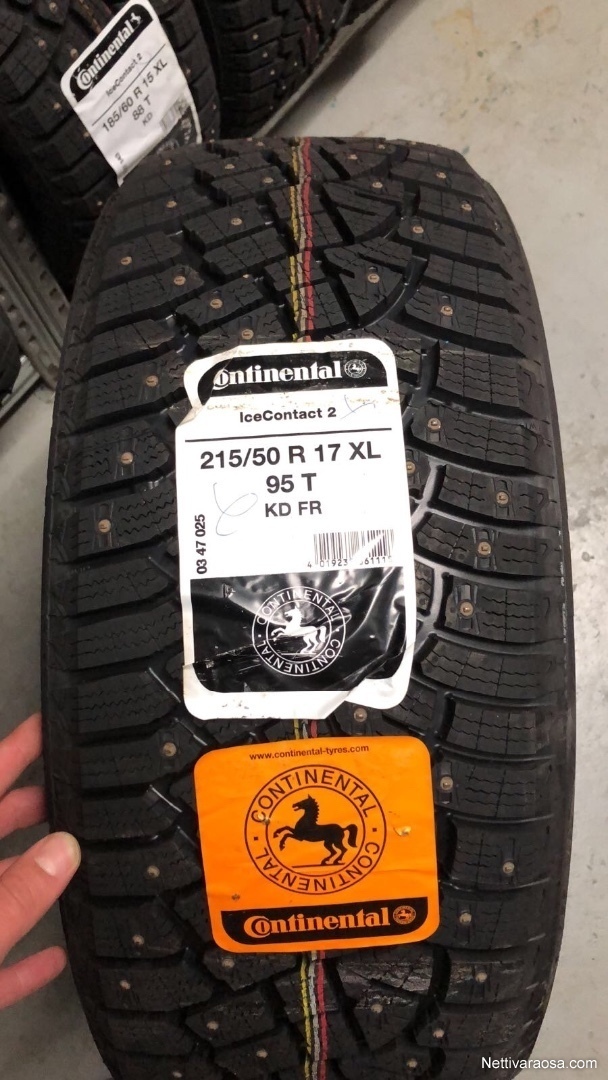 Continental
IceContact 2
185/60 R 15 XL
88 T
KD
ontinental
IceContact 2
215/50 R 17 XL
95 T
KD FR
03 47 025
CONTINENTAL
CONTINENTAL
www.continental-tyres.com
CONTINENTAL
CONTINENTAL
Continental
Nettivaraosa.com